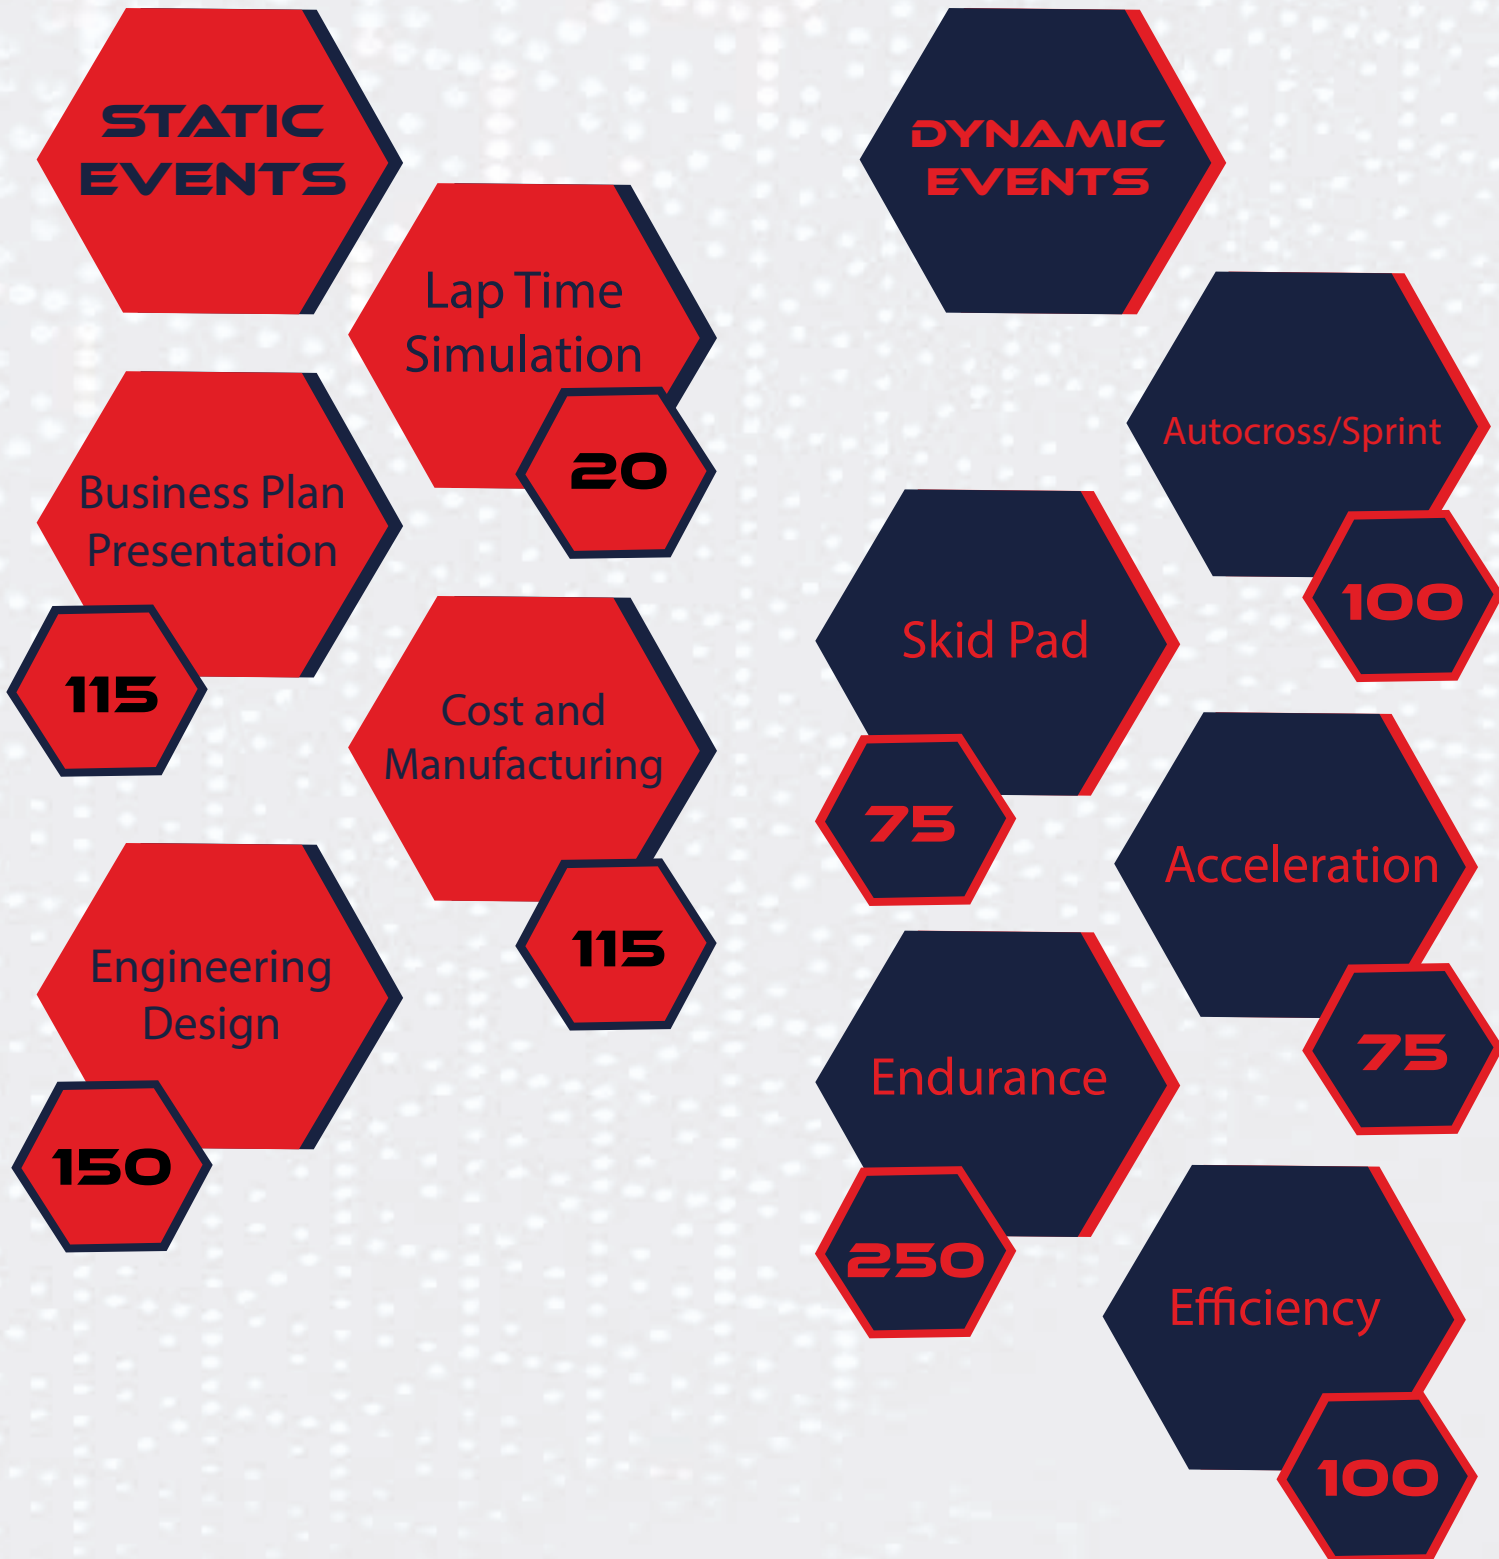 STATIC
EVENTS
Lap Time
Simulation
20
Business Plan
Presentation
115
Cost and
Manufacturing
115
Engineering
Design
150
DYNAMIC
EVENTS
Autocross/Sprint
100
Skid Pad
75
Acceleration
75
Endurance
250
Efficiency
100